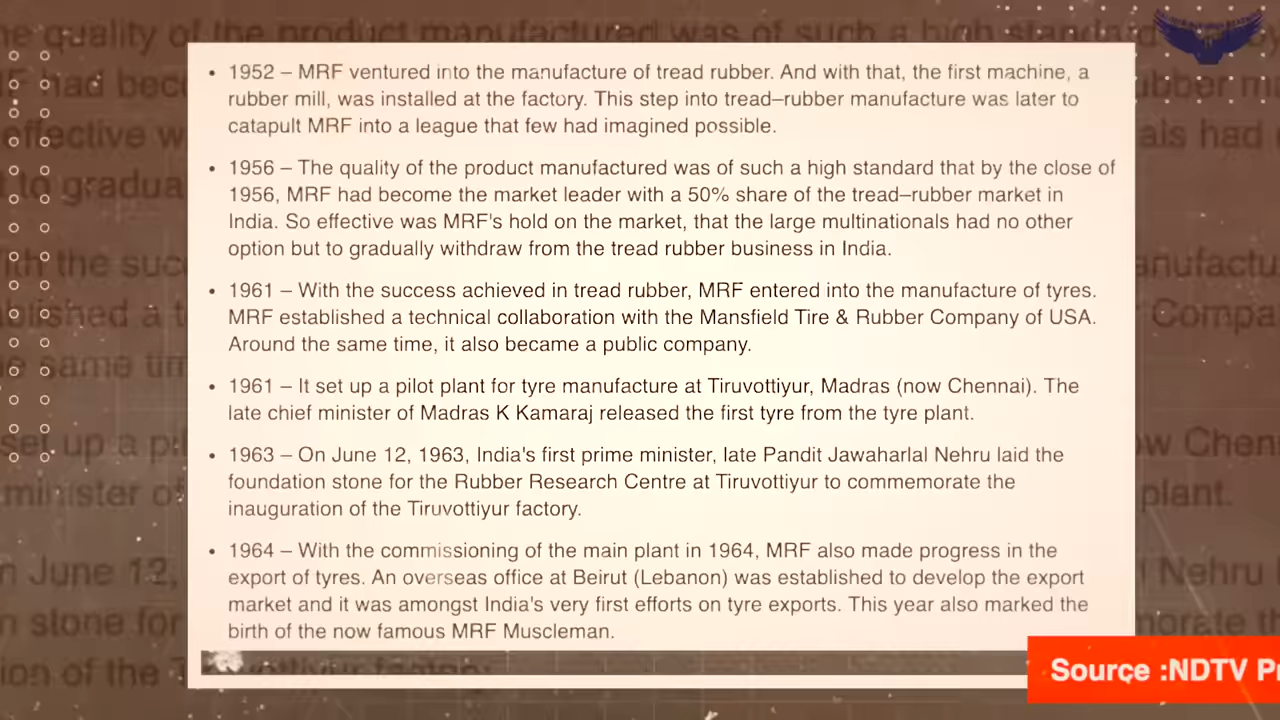 • 1952 – MRF ventured into the manufacture of tread rubber. And with that, the first machine, a
rubber mill, was installed at the factory. This step into tread–rubber manufacture was later to
catapult MRF into a league that few had imagined possible.
• 1956 – The quality of the product manufactured was of such a high standard that by the close of
1956, MRF had become the market leader with a 50% share of the tread–rubber market in
India. So effective was MRF's hold on the market, that the large multinationals had no other
option but to gradually withdraw from the tread rubber business in India.
• 1961 – With the success achieved in tread rubber, MRF entered into the manufacture of tyres.
MRF established a technical collaboration with the Mansfield Tire & Rubber Company of USA.
Around the same time, it also became a public company.
• 1961 – It set up a pilot plant for tyre manufacture at Tiruvottiyur, Madras (now Chennai). The
late chief minister of Madras K Kamaraj released the first tyre from the tyre plant.
• 1963 – On June 12, 1963, India's first prime minister, late Pandit Jawaharlal Nehru laid the
foundation stone for the Rubber Research Centre at Tiruvottiyur to commemorate the
inauguration of the Tiruvottiyur factory.
• 1964 – With the commissioning of the main plant in 1964, MRF also made progress in the
export of tyres. An overseas office at Beirut (Lebanon) was established to develop the export
market and it was amongst India's very first efforts on tyre exports. This year also marked the
birth of the now famous MRF Muscleman.
Source :NDTV Pr